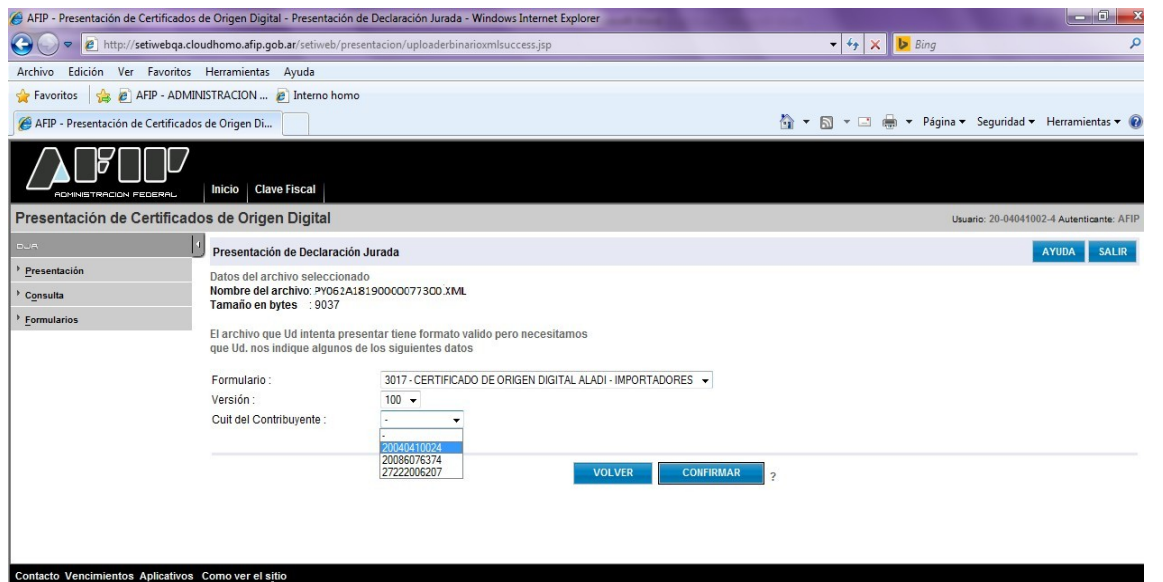 AFIP - Presentación de Certificados de Origen Digital - Presentación de Declaración Jurada - Windows Internet Explorer
http://setiwebqa.cloudhomo.afip.gob.ar/setiweb/presentacion/uploaderbinarioxmlsuccess.jsp
Bing
Archivo Edición Ver Favoritos Herramientas Ayuda
Favoritos AFIP - ADMINISTRACION ... Interno homo
AFIP - Presentación de Certificados de Origen Di... Página Seguridad Herramientas
AFIP
ADMINISTRACION FEDERAL
Inicio Clave Fiscal
Presentación de Certificados de Origen Digital
Usuario: 20-04041002-4 Autenticante: AFIP
DJR
Presentación
Consulta
Formularios
Presentación de Declaración Jurada
AYUDA SALIR
Datos del archivo seleccionado
Nombre del archivo: PY062A18190000077300.XML
Tamaño en bytes : 9037
El archivo que Ud intenta presentar tiene formato valido pero necesitamos
que Ud. nos indique algunos de los siguientes datos
Formulario : 3017 - CERTIFICADO DE ORIGEN DIGITAL ALADI - IMPORTADORES
Versión : 100
Cuit del Contribuyente : -
-
20040410024
20086076374
27222006207
VOLVER CONFIRMAR ?
Contacto Vencimientos Aplicativos Como ver el sitio